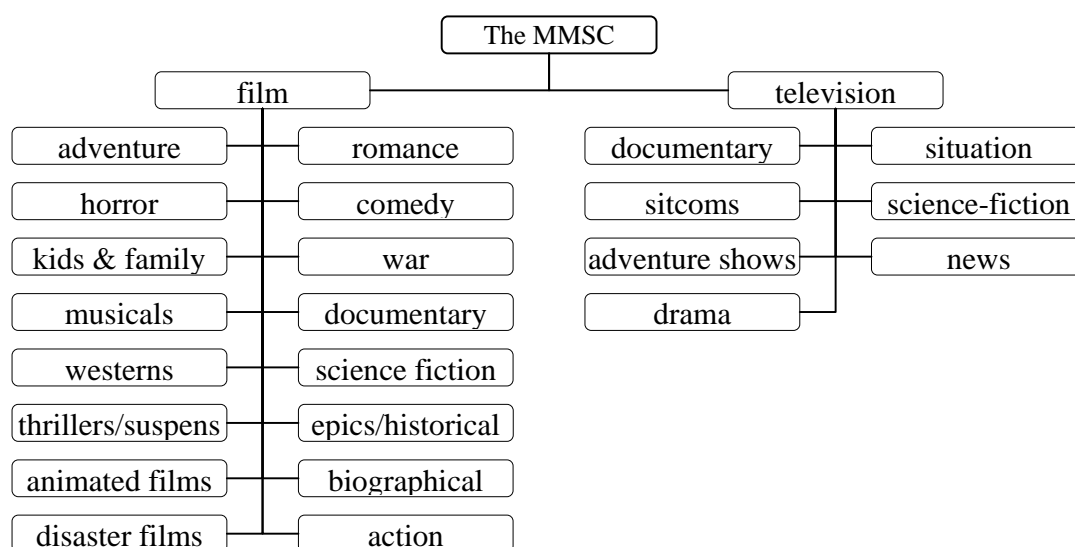 The MMSC
film
television
adventure
romance
horror
comedy
kids & family
war
musicals
documentary
westerns
science fiction
thrillers/suspens
epics/historical
animated films
biographical
disaster films
action
documentary
situation
sitcoms
science-fiction
adventure shows
news
drama